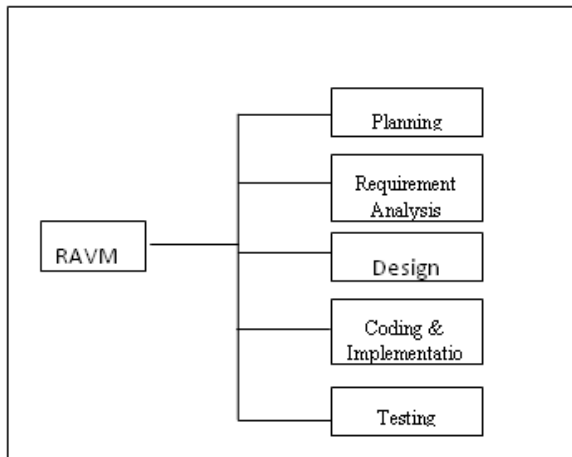 Planning
Requirement
Analysis
RAVM
Design
Coding &
Implementatio
Testing